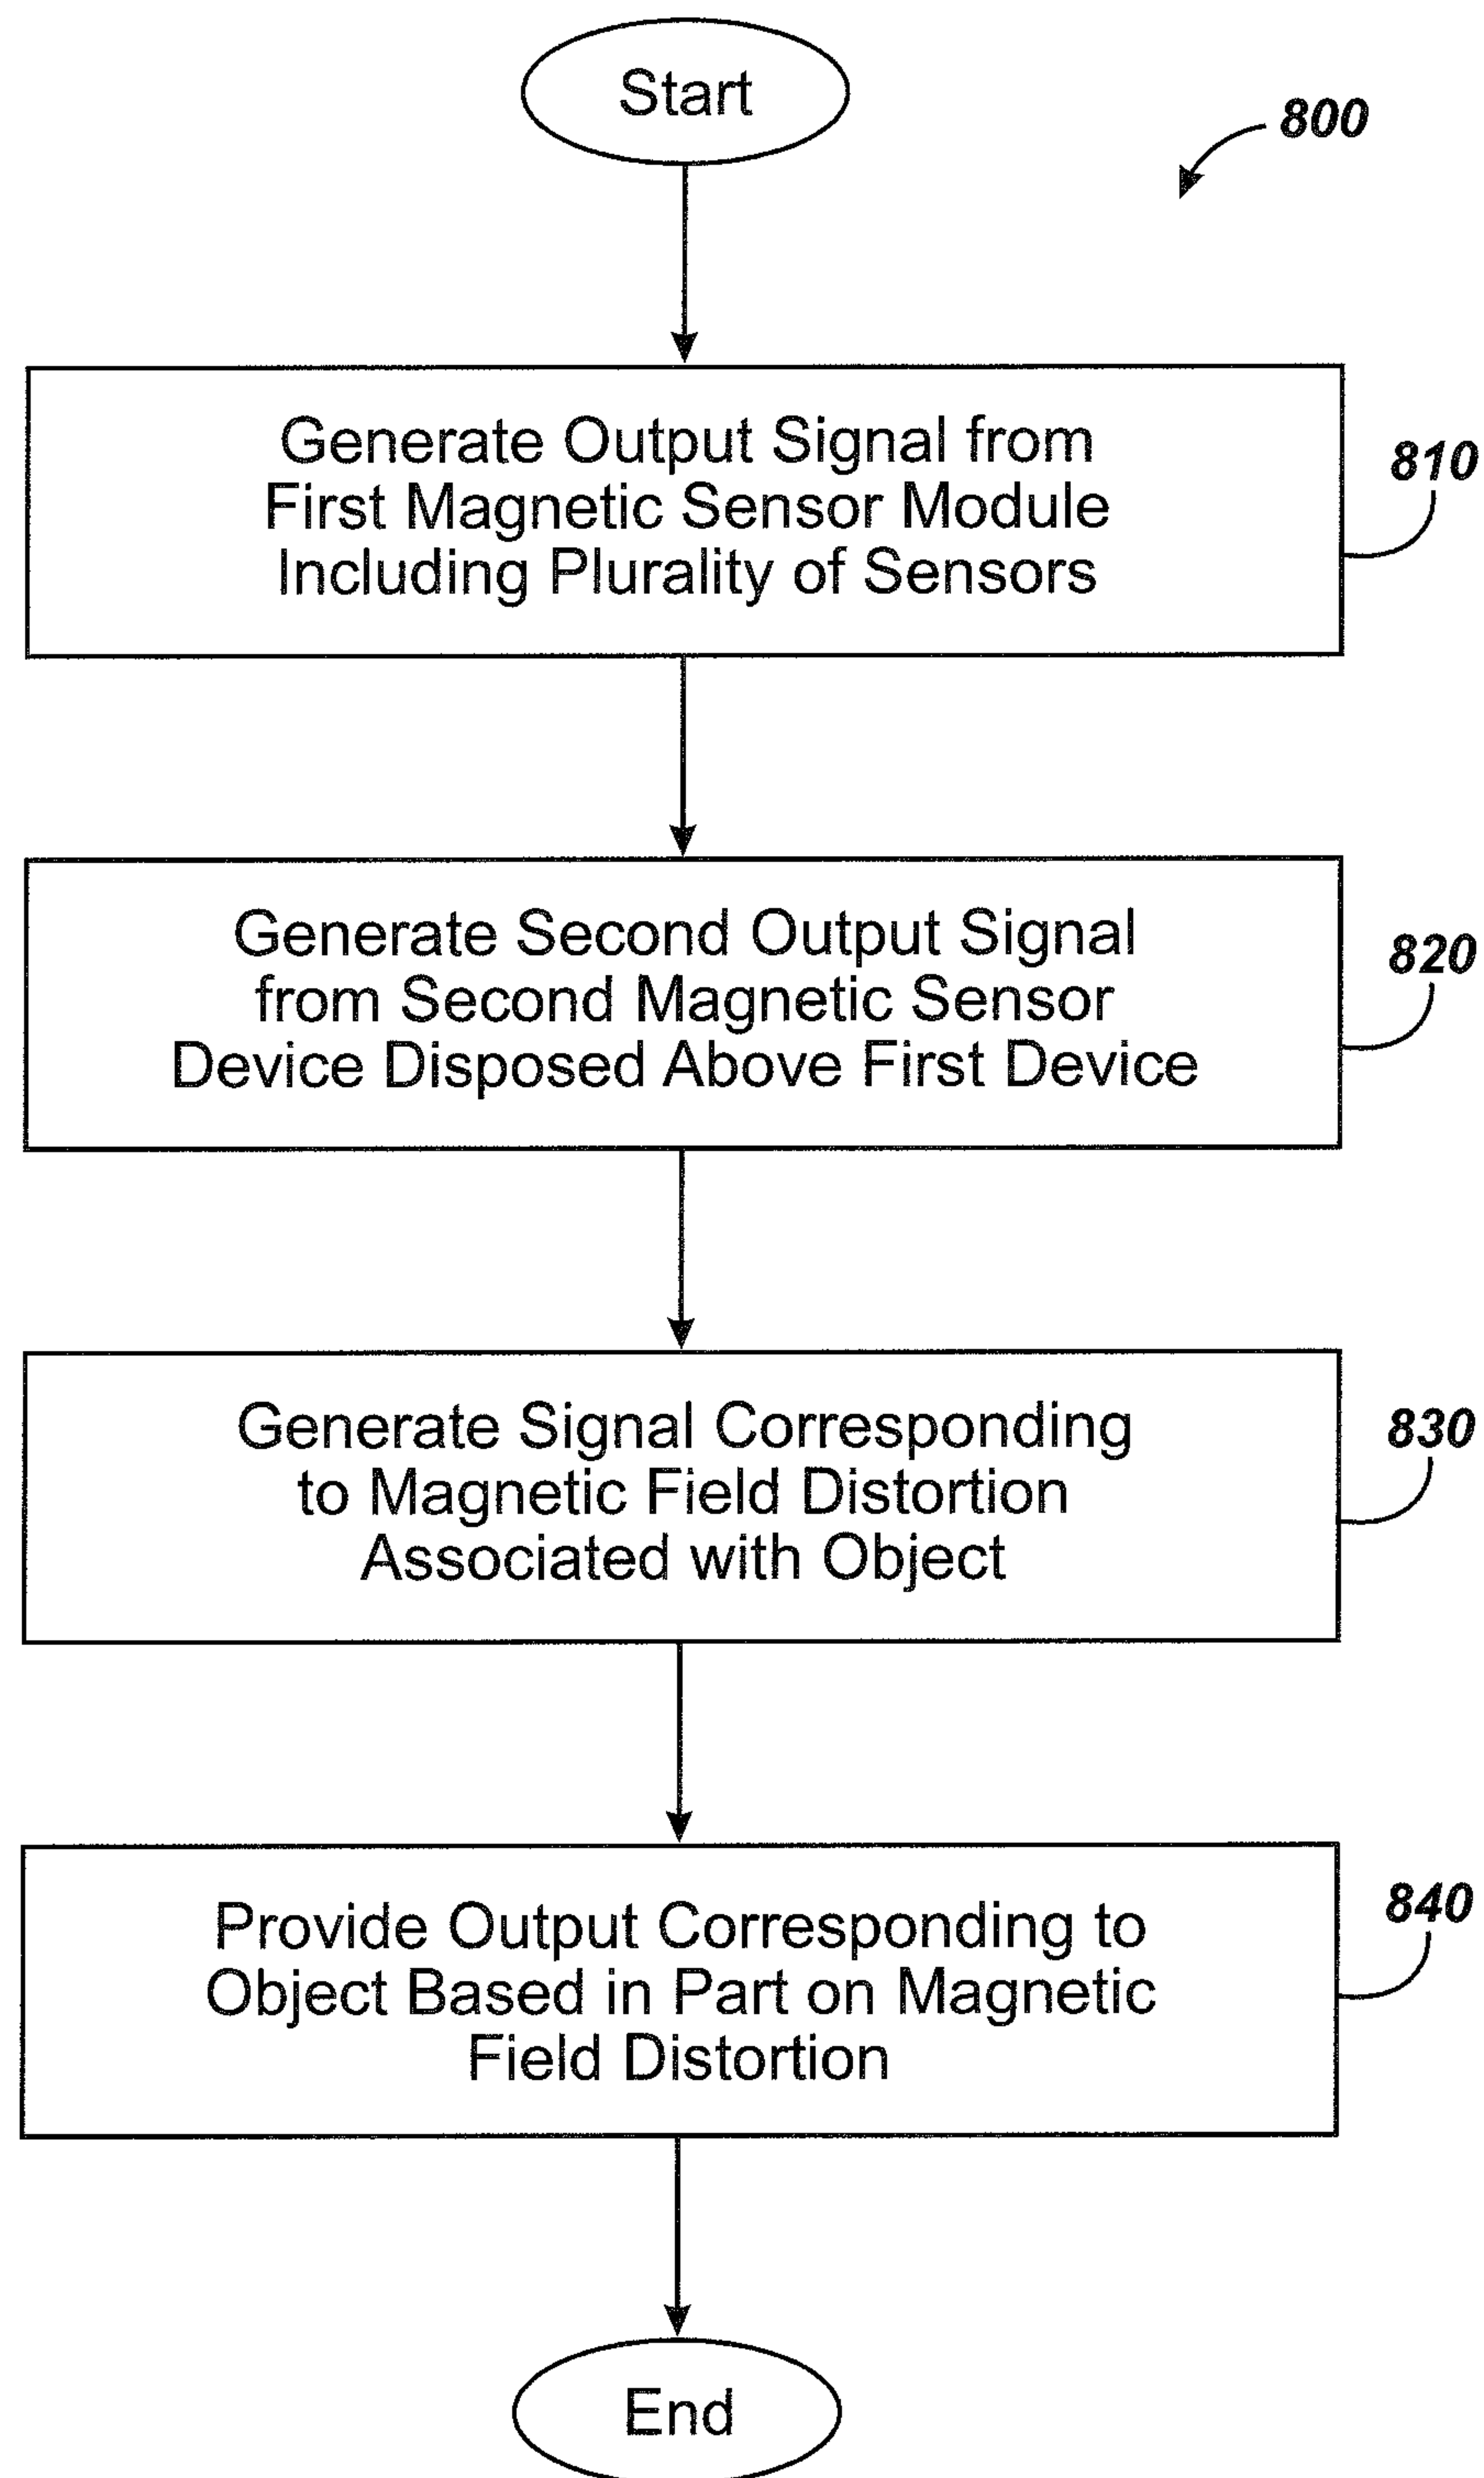 Start
800
Generate Output Signal from
First Magnetic Sensor Module
Including Plurality of Sensors
810
Generate Second Output Signal
from Second Magnetic Sensor
Device Disposed Above First Device
820
Generate Signal Corresponding
to Magnetic Field Distortion
Associated with Object
830
Provide Output Corresponding to
Object Based in Part on Magnetic
Field Distortion
840
End